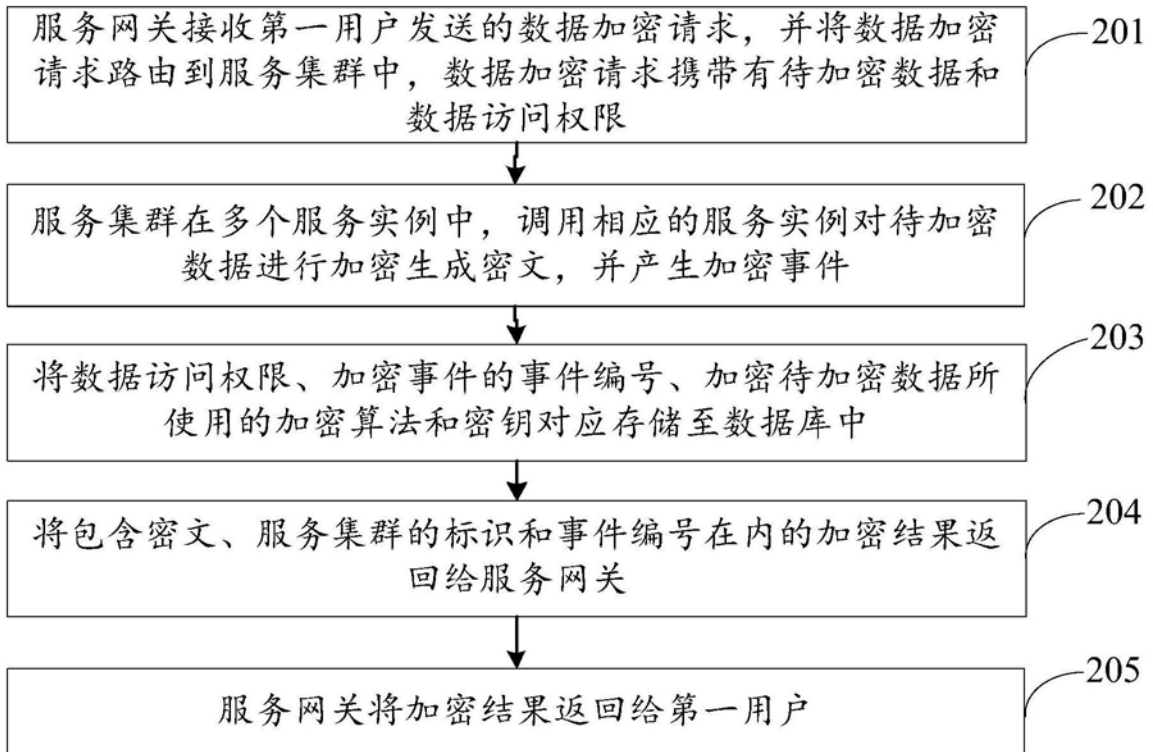 服务网关接收第一用户发送的数据加密请求，并将数据加密
请求路由到服务集群中，数据加密请求携带有待加密数据和
数据访问权限
201
服务集群在多个服务实例中，调用相应的服务实例对待加密
数据进行加密生成密文，并产生加密事件
202
将数据访问权限、加密事件的事件编号、加密待加密数据所
使用的加密算法和密钥对应存储至数据库中
203
将包含密文、服务集群的标识和事件编号在内的加密结果返
回给服务网关
204
服务网关将加密结果返回给第一用户
205